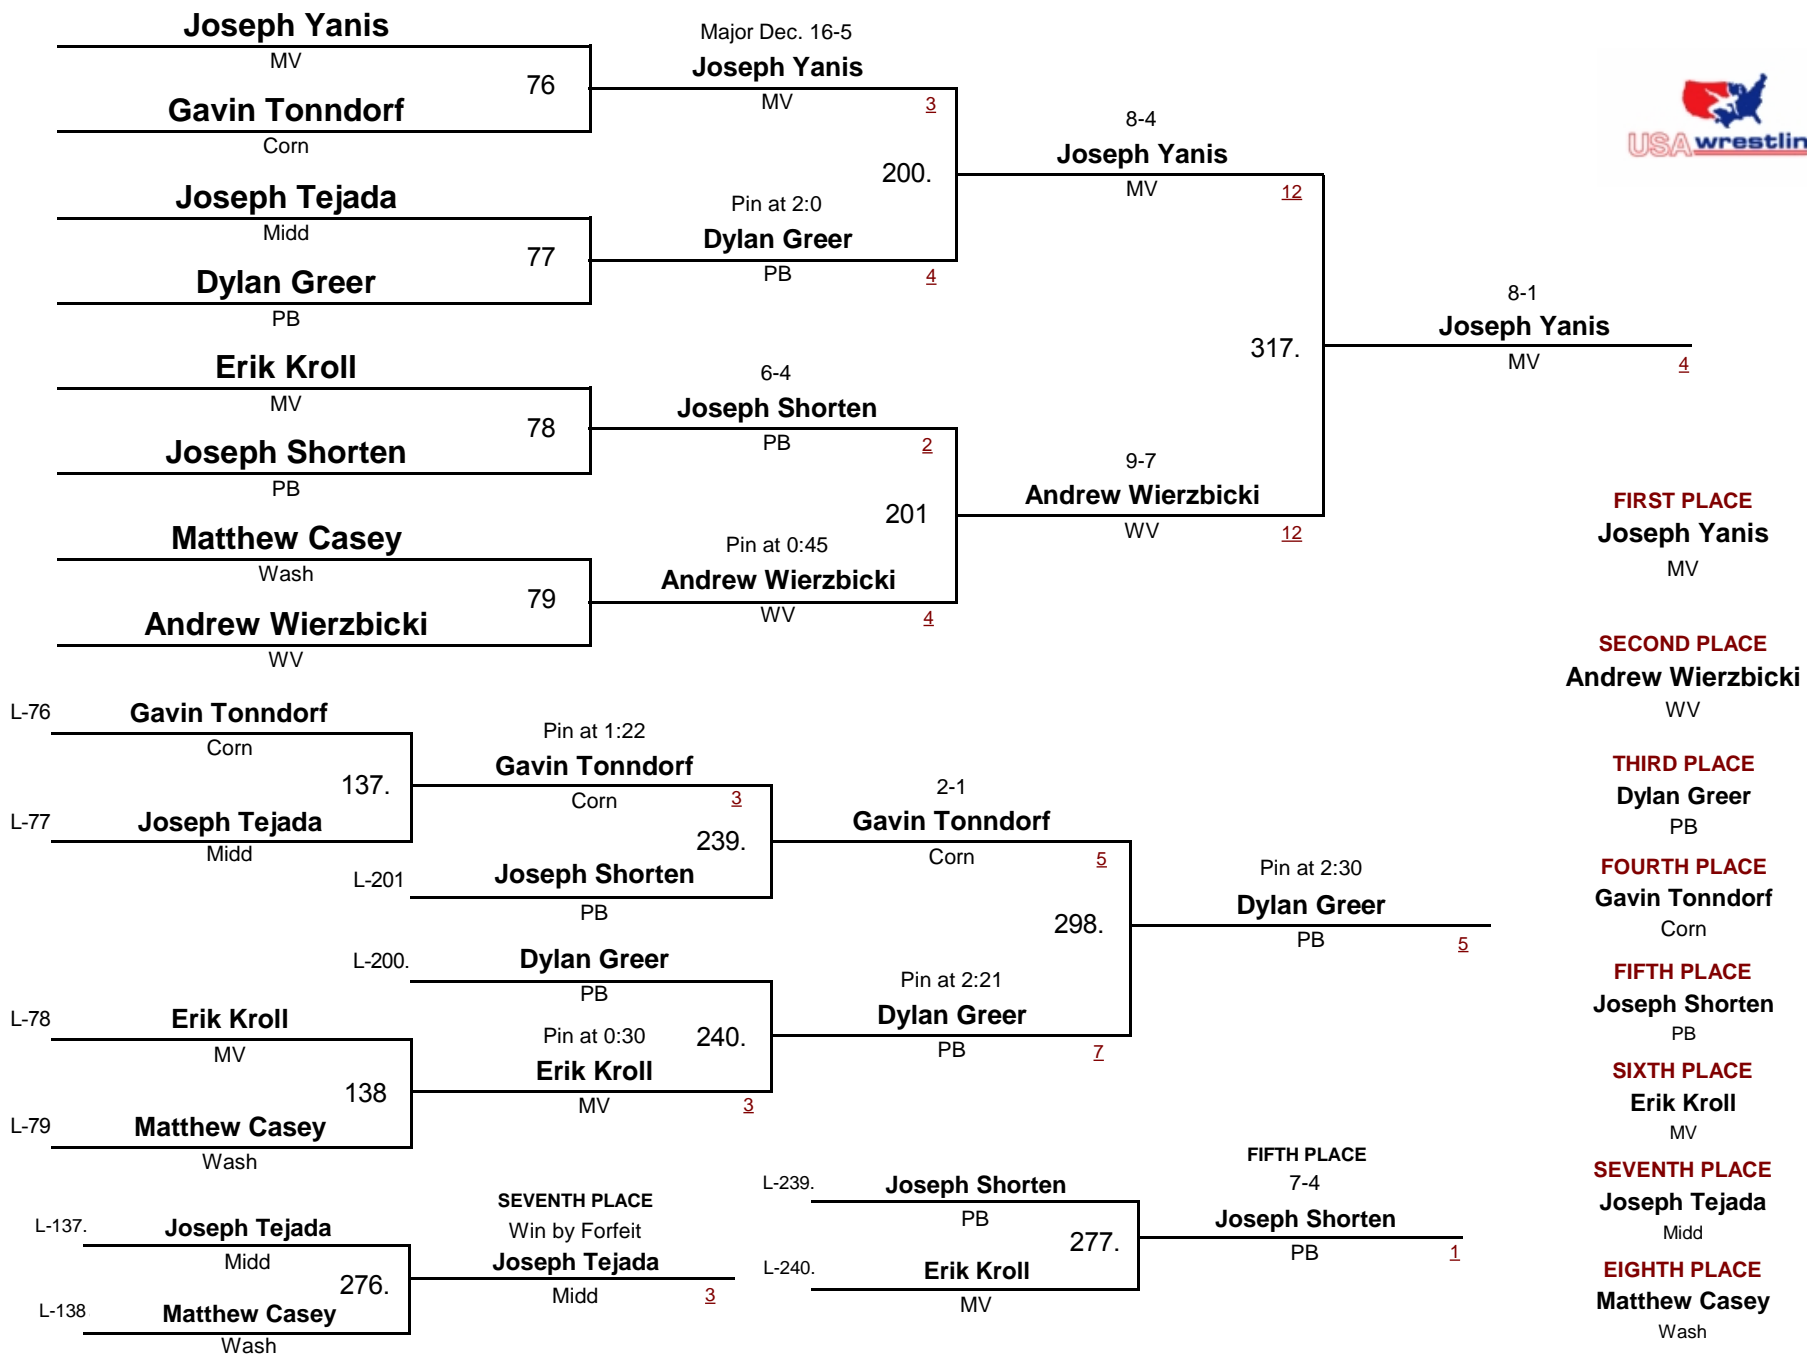 Joseph Yanis
MV
76
Gavin Tonndorf
Corn
Joseph Tejada
Midd
77
Dylan Greer
PB
Erik Kroll
MV
78
Joseph Shorten
PB
Matthew Casey
Wash
79
Andrew Wierzbicki
WV
Major Dec. 16-5
Joseph Yanis
MV
3
200.
Pin at 2:0
Dylan Greer
PB
4
6-4
Joseph Shorten
PB
2
201
Pin at 0:45
Andrew Wierzbicki
WV
4
8-4
Joseph Yanis
MV
12
317.
9-7
Andrew Wierzbicki
WV
12
8-1
Joseph Yanis
MV
4
USA wrestlin
L-76
Gavin Tonndorf
Corn
137.
L-77
Joseph Tejada
Midd
Pin at 1:22
Gavin Tonndorf
Corn
3
239.
L-201
Joseph Shorten
PB
L-200.
Dylan Greer
PB
240.
L-78
Erik Kroll
MV
138
L-79
Matthew Casey
Wash
Pin at 0:30
Erik Kroll
MV
3
2-1
Gavin Tonndorf
Corn
5
298.
Pin at 2:21
Dylan Greer
PB
7
Pin at 2:30
Dylan Greer
PB
5
L-137.
Joseph Tejada
Midd
276.
L-138
Matthew Casey
Wash
SEVENTH PLACE
Win by Forfeit
Joseph Tejada
Midd
3
L-239.
Joseph Shorten
PB
277.
L-240.
Erik Kroll
MV
FIFTH PLACE
7-4
Joseph Shorten
PB
1
FIRST PLACE
Joseph Yanis
MV
SECOND PLACE
Andrew Wierzbicki
WV
THIRD PLACE
Dylan Greer
PB
FOURTH PLACE
Gavin Tonndorf
Corn
FIFTH PLACE
Joseph Shorten
PB
SIXTH PLACE
Erik Kroll
MV
SEVENTH PLACE
Joseph Tejada
Midd
EIGHTH PLACE
Matthew Casey
Wash